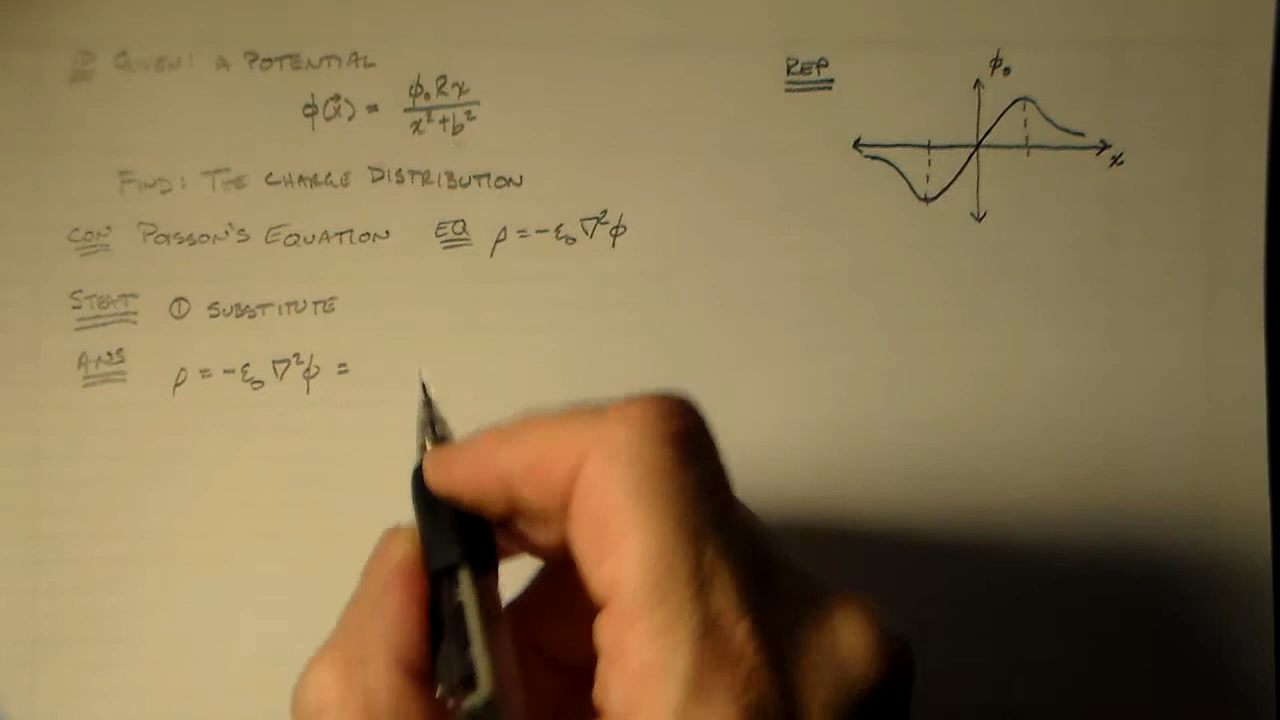 GIVEN: A POTENTIAL
φ(x⃗) = φ₀Rx / x²+b²
FIND: THE CHARGE DISTRIBUTION
CON POISSON'S EQUATION EQ ρ = -ε₀∇²φ
STRAT ① SUBSTITUTE
ANS ρ = -ε₀∇²φ =
REP
φ₀
x